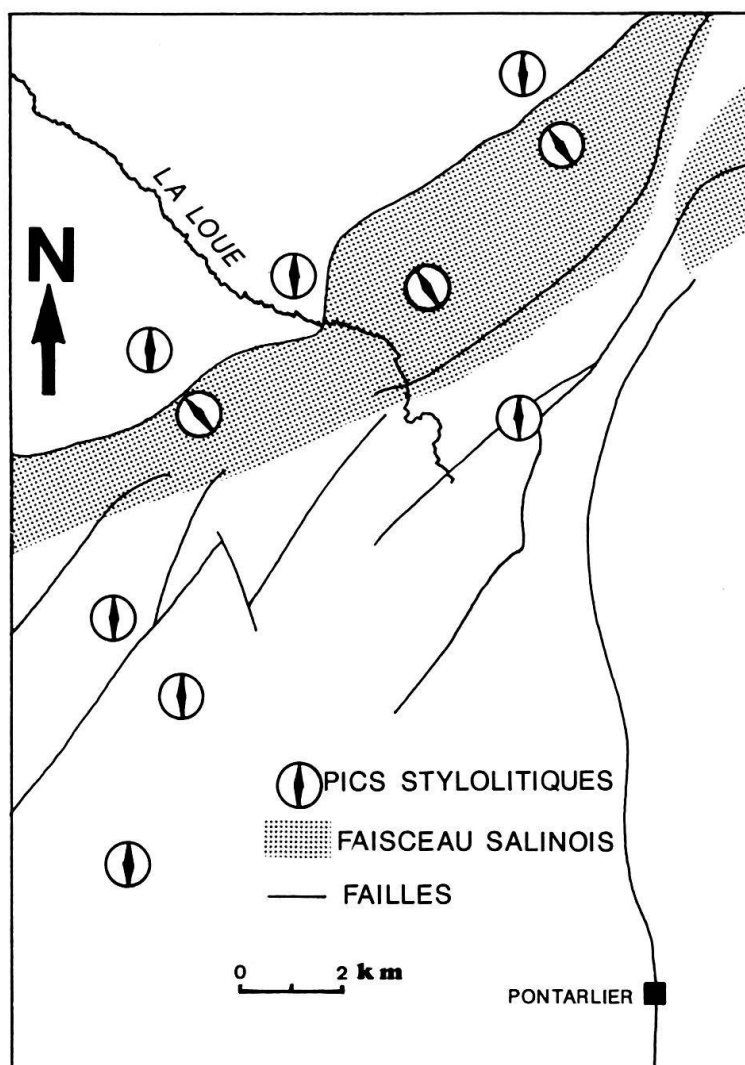 LA LOUE
N
PICS STYLOLITIQUES
FAISCEAU SALINOIS
FAILLES
0 2 km
PONTARLIER